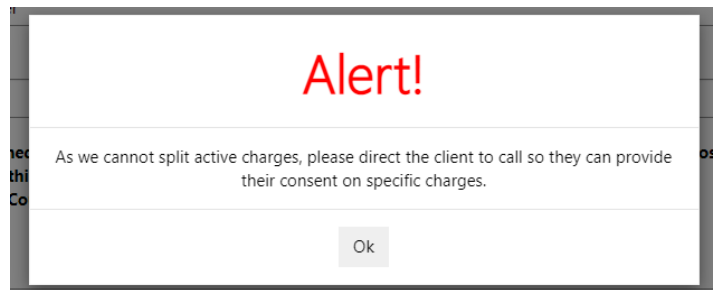 Alert!
As we cannot split active charges, please direct the client to call so they can provide
their consent on specific charges.
Ok